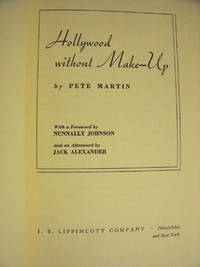 Hollywood
without Make-Up
by PETE MARTIN
With a Foreword by
NUNNALLY JOHNSON
and an Afterword by
JACK ALEXANDER
J. B. LIPPINCOTT COMPANY · Philadelphia
and New York